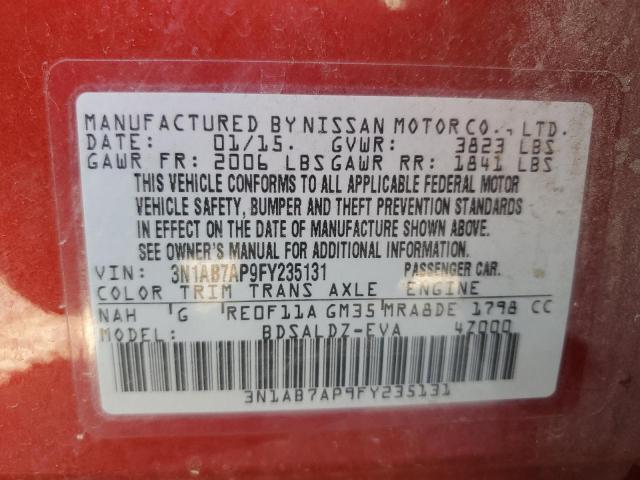 MANUFACTURED BY NISSAN MOTOR CO., LTD.
DATE: 01/15. GVWR: 3823 LBS
GAWR FR: 2006 LBS GAWR RR: 1841 LBS
THIS VEHICLE CONFORMS TO ALL APPLICABLE FEDERAL MOTOR
VEHICLE SAFETY, BUMPER AND THEFT PREVENTION STANDARDS
IN EFFECT ON THE DATE OF MANUFACTURE SHOWN ABOVE.
SEE OWNER'S MANUAL FOR ADDITIONAL INFORMATION.
VIN: 3N1AB7AP9FY235131 PASSENGER CAR.
COLOR TRIM TRANS AXLE ENGINE
NAH G RE0F11A GM35 MRA8DE 1798 CC
MODEL: BDSALDZ-EVA 4Z000
3N1AB7AP9FY235131